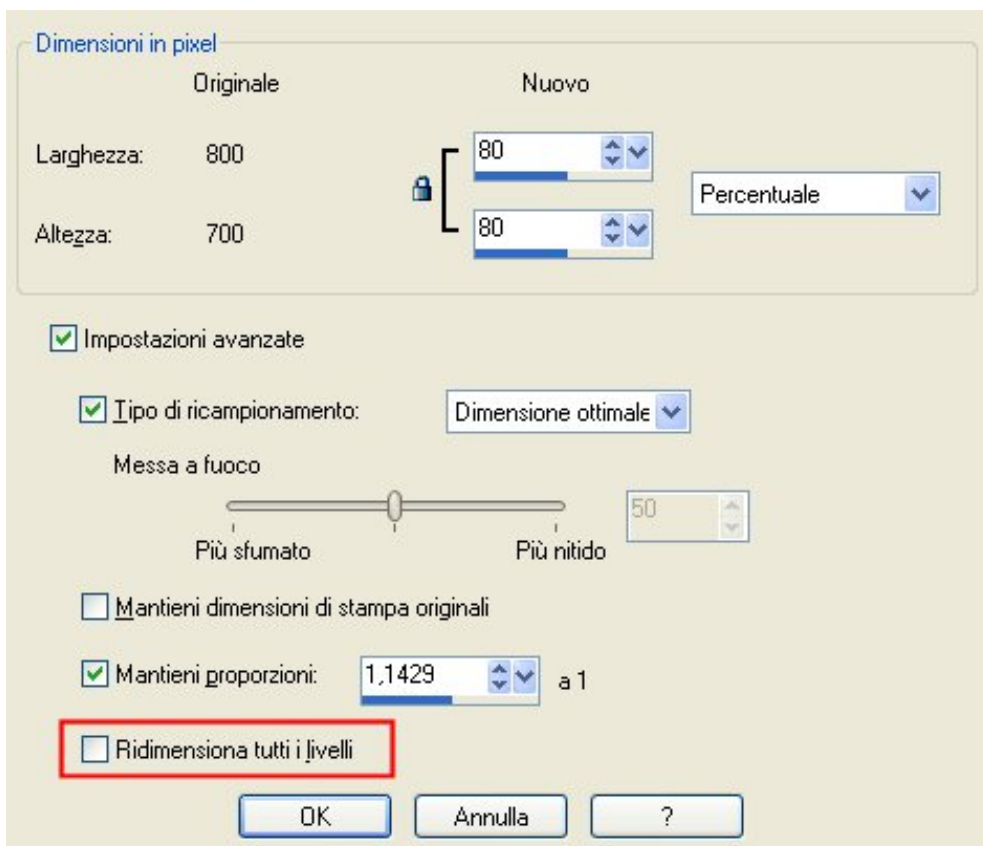 Dimensioni in pixel
Originale Nuovo
Larghezza: 800 80
Percentuale
Altezza: 700 80
Impostazioni avanzate
Tipo di ricampionamento: Dimensione ottimale
Messa a fuoco
50
Più sfumato Più nitido
Mantieni dimensioni di stampa originali
Mantieni proporzioni: 1,1429 a 1
Ridimensiona tutti i livelli
OK Annulla ?